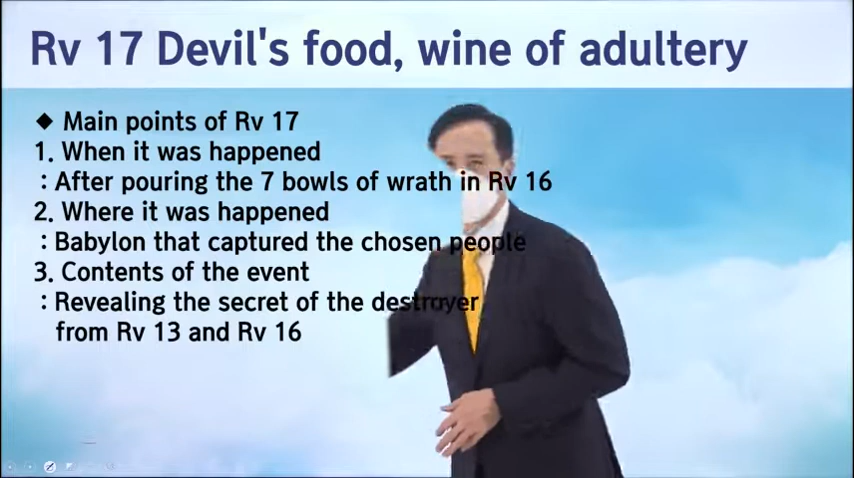 Rv 17 Devil's food, wine of adultery
◆ Main points of Rv 17
1. When it was happened
: After pouring the 7 bowls of wrath in Rv 16
2. Where it was happened
: Babylon that captured the chosen people
3. Contents of the event
: Revealing the secret of the destroyer
from Rv 13 and Rv 16